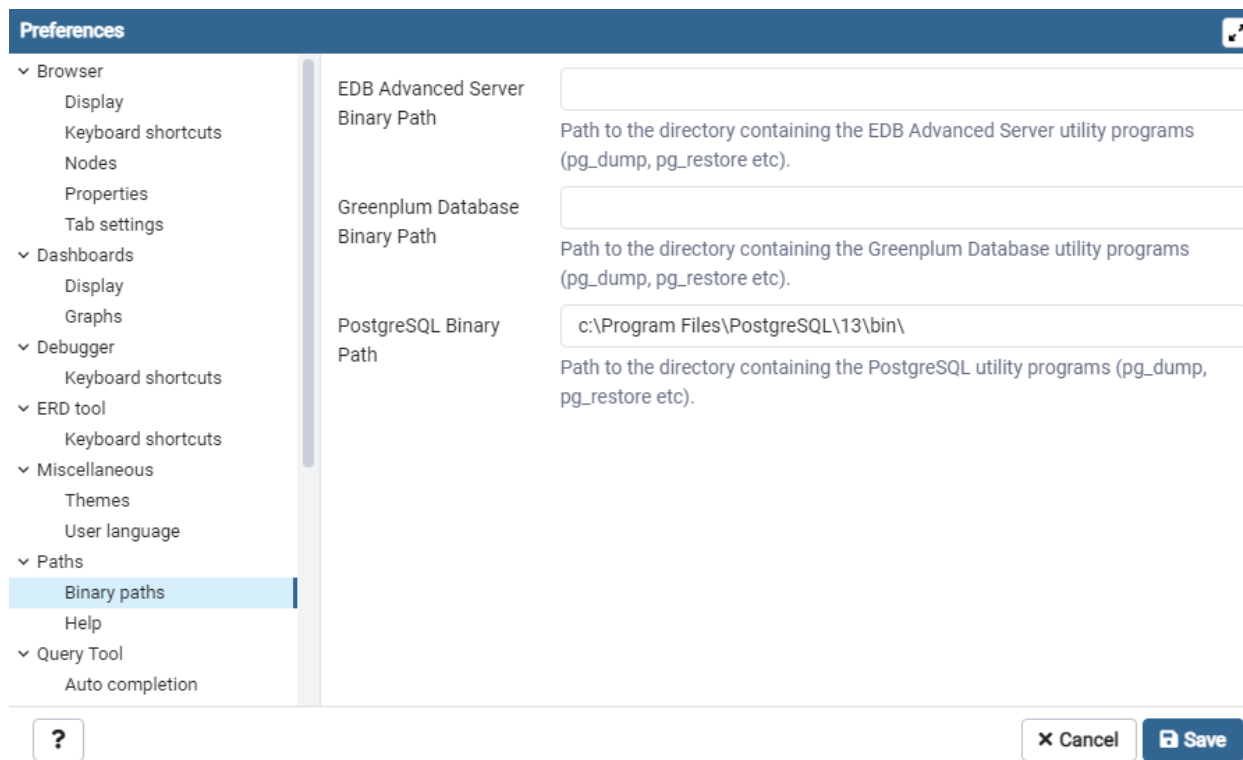 Preferences
Browser
Display
Keyboard shortcuts
Nodes
Properties
Tab settings
Dashboards
Display
Graphs
Debugger
Keyboard shortcuts
ERD tool
Keyboard shortcuts
Miscellaneous
Themes
User language
Paths
Binary paths
Help
Query Tool
Auto completion
EDB Advanced Server
Binary Path
Path to the directory containing the EDB Advanced Server utility programs
(pg_dump, pg_restore etc).
Greenplum Database
Binary Path
Path to the directory containing the Greenplum Database utility programs
(pg_dump, pg_restore etc).
PostgreSQL Binary
Path
c:\Program Files\PostgreSQL\13\bin\
Path to the directory containing the PostgreSQL utility programs (pg_dump,
pg_restore etc).
?
Cancel
Save